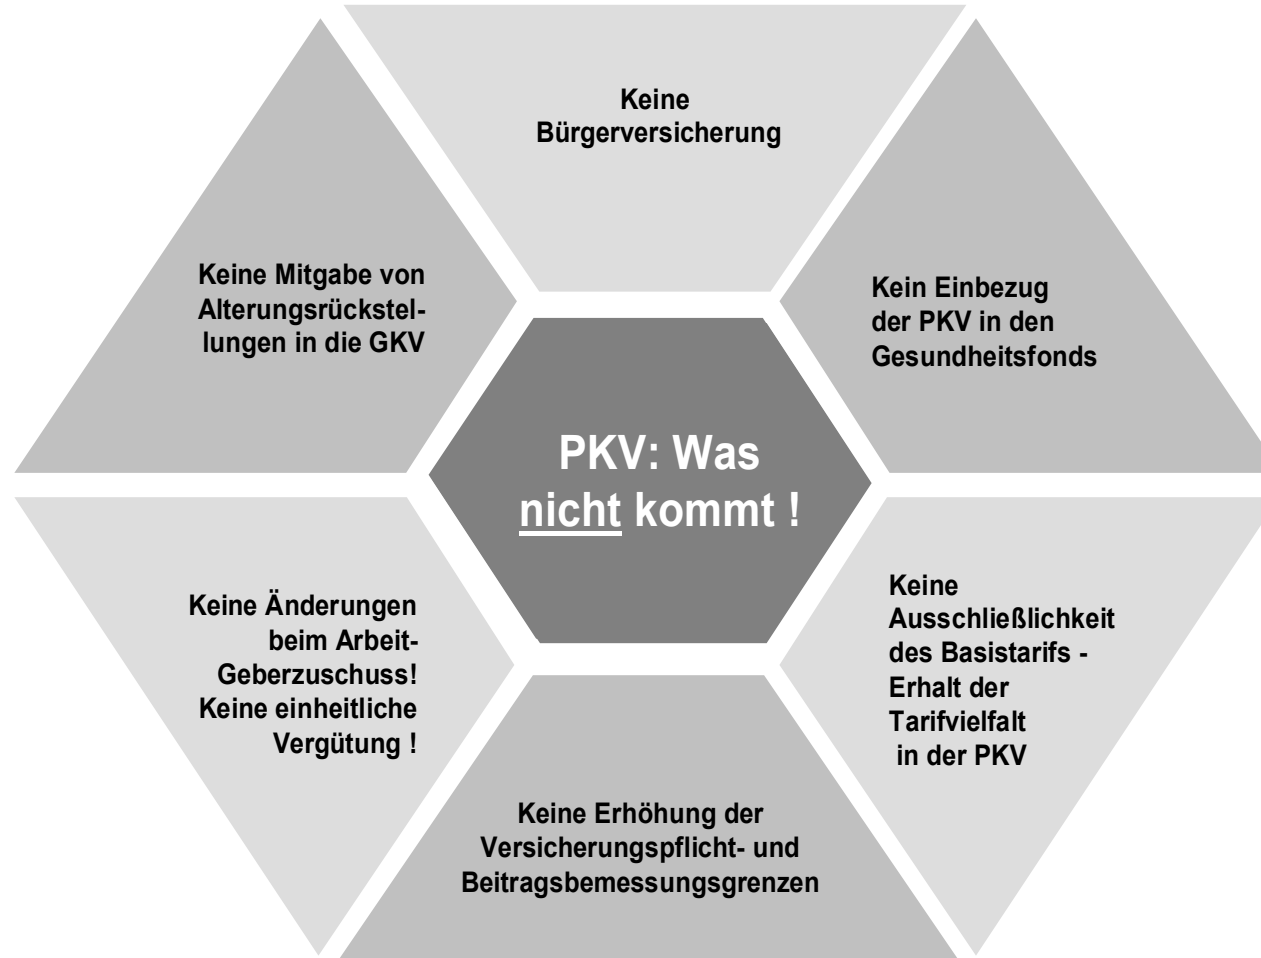 Keine
Bürgerversicherung
Keine Mitgabe von
Alterungsrückstel-
lungen in die GKV
Kein Einbezug
der PKV in den
Gesundheitsfonds
PKV: Was
nicht kommt !
Keine Änderungen
beim Arbeit-
Geberzuschuss!
Keine einheitliche
Vergütung !
Keine
Ausschließlichkeit
des Basistarifs -
Erhalt der
Tarifvielfalt
in der PKV
Keine Erhöhung der
Versicherungspflicht- und
Beitragsbemessungsgrenzen